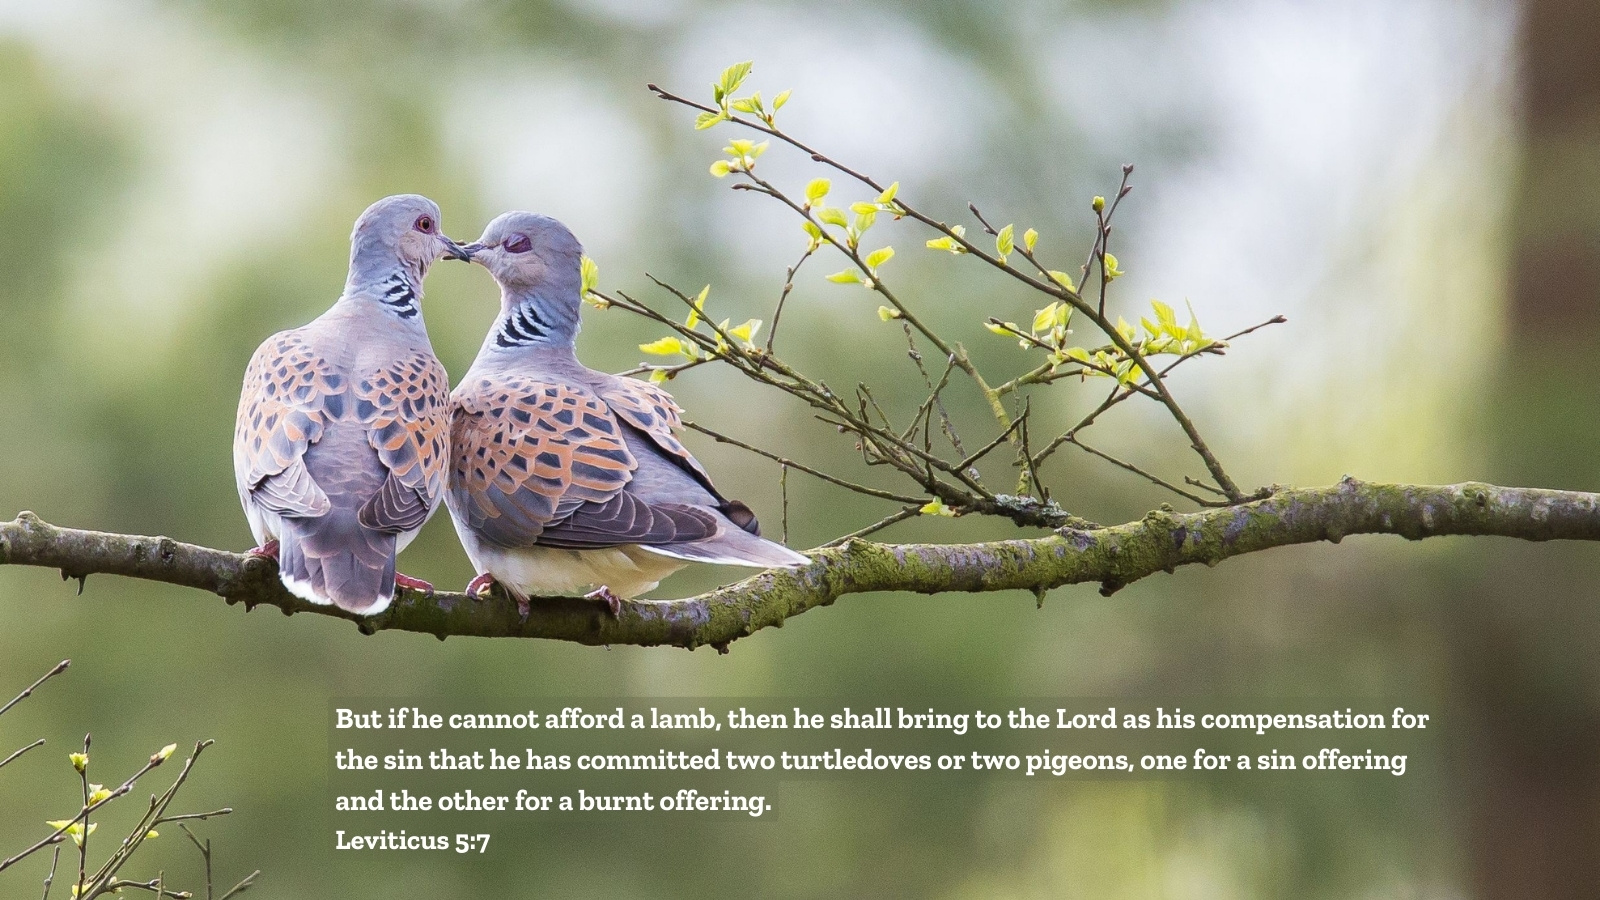 But if he cannot afford a lamb, then he shall bring to the Lord as his compensation for
the sin that he has committed two turtledoves or two pigeons, one for a sin offering
and the other for a burnt offering.
Leviticus 5:7